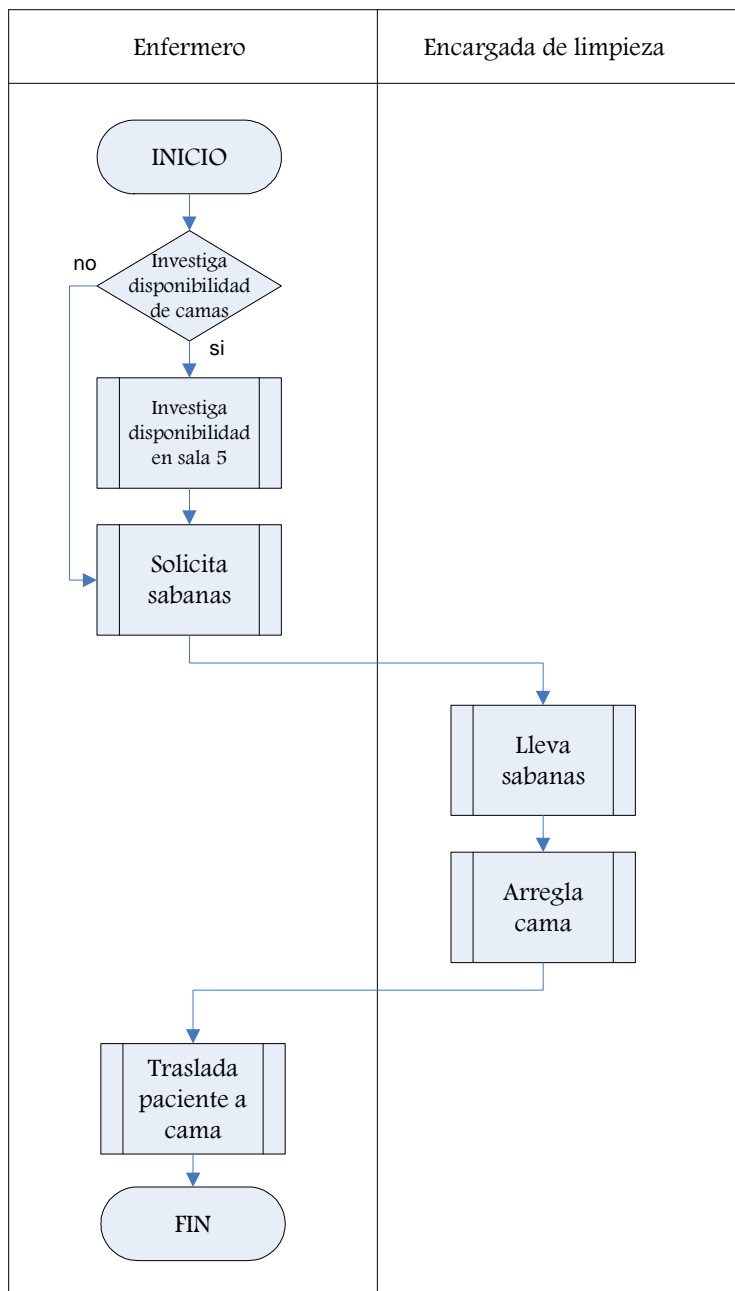 Enfermero
Encargada de limpieza
INICIO
no
Investiga
disponibilidad
de camas
si
Investiga
disponibilidad
en sala 5
Solicita
sabanas
Lleva
sabanas
Arregla
cama
Traslada
paciente a
cama
FIN